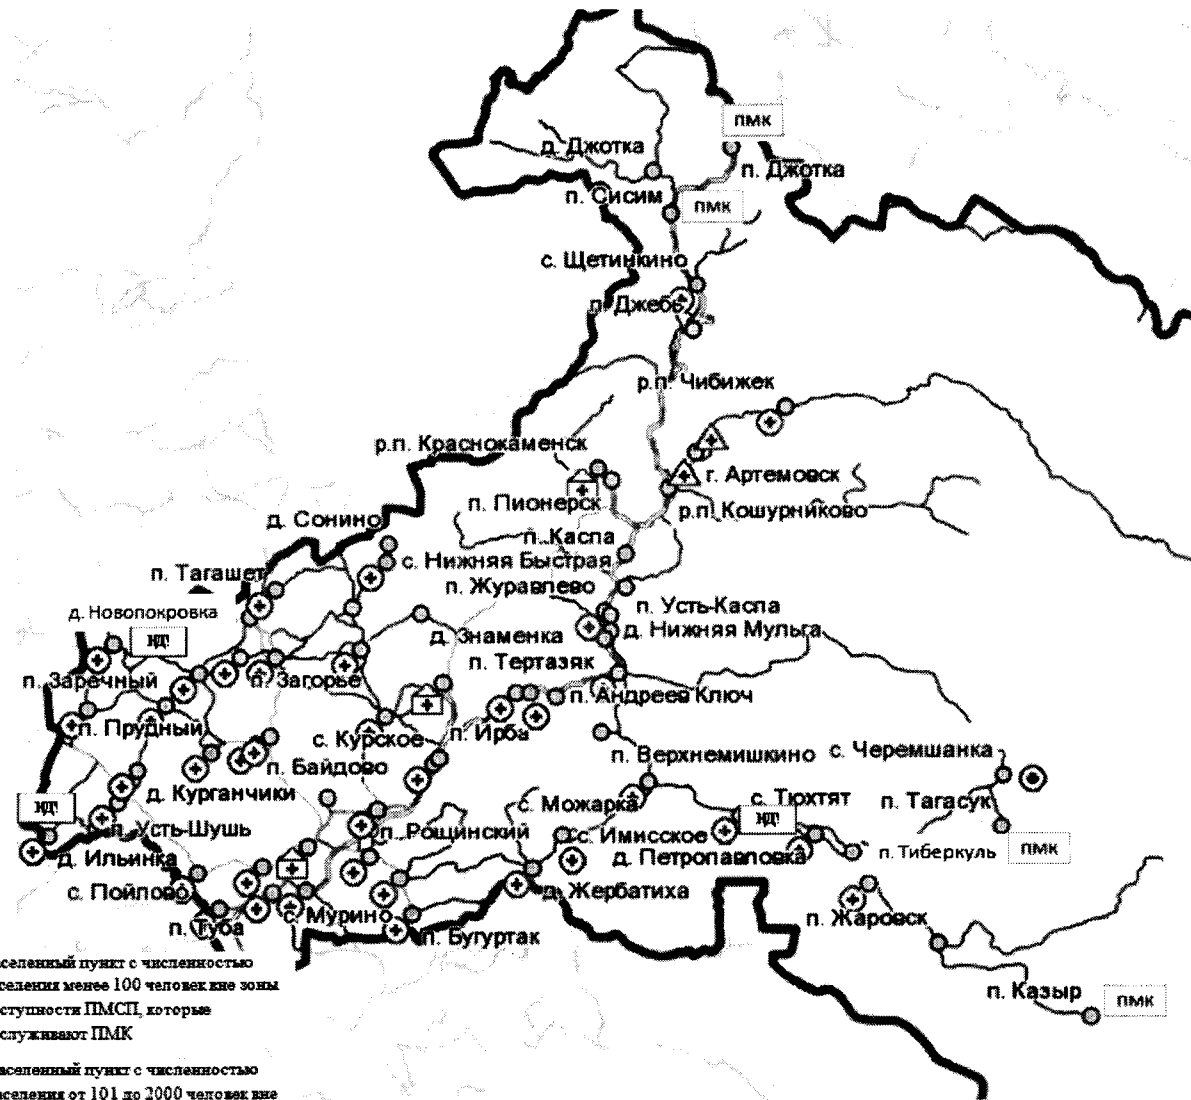 ПМК
д. Джотка
п. Джотка
п. Сисим
ПМК
с. Щетинкино
п. Джебь
р.п. Чибижек
р.п. Краснокаменск
г. Артемовск
п. Пионерск
р.п. Кошурниково
д. Сонино
п. Каспа
с. Нижняя Быстрая
п. Тагашет
п. Журавлево
д. Новопокровка
п. Усть-Каспа
НД!
д. Знаменка
д. Нижняя Мульга
п. Заречный
п. Загорье
п. Тертазяк
п. Андреев Ключ
п. Прудный
с. Курское
п. Ирба
п. Байдово
п. Верхнемишкино
с. Черемшанка
д. Курганчики
НД!
с. Можарка
с. Тюхтят
НД!
п. Тагасук
п. Усть-Шушь
п. Рощинский
с. Имисское
д. Ильинка
д. Петропавловка
п. Тиберкуль
ПМК
с. Пойлово
д. Жербатиха
п. Туба
с. Мурино
п. Жаровск
п. Бугуртак
аселенный пункт с численностью
селения менее 100 человек вне зоны
ступности ПМСП, которые
служивают ПМК
п. Казыр
ПМК
аселенный пункт с численностью
аселения от 101 до 2000 человек вне